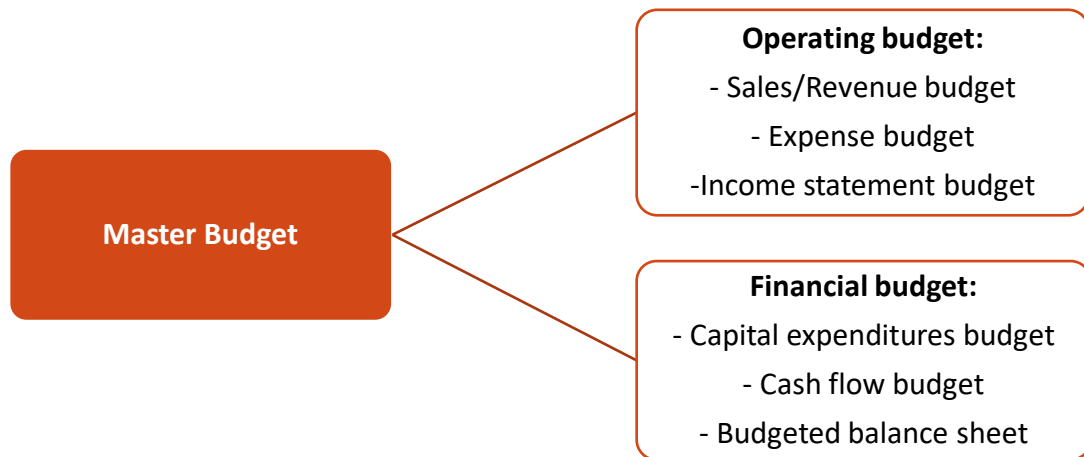 Master Budget
Operating budget:
- Sales/Revenue budget
- Expense budget
-Income statement budget
Financial budget:
- Capital expenditures budget
- Cash flow budget
- Budgeted balance sheet